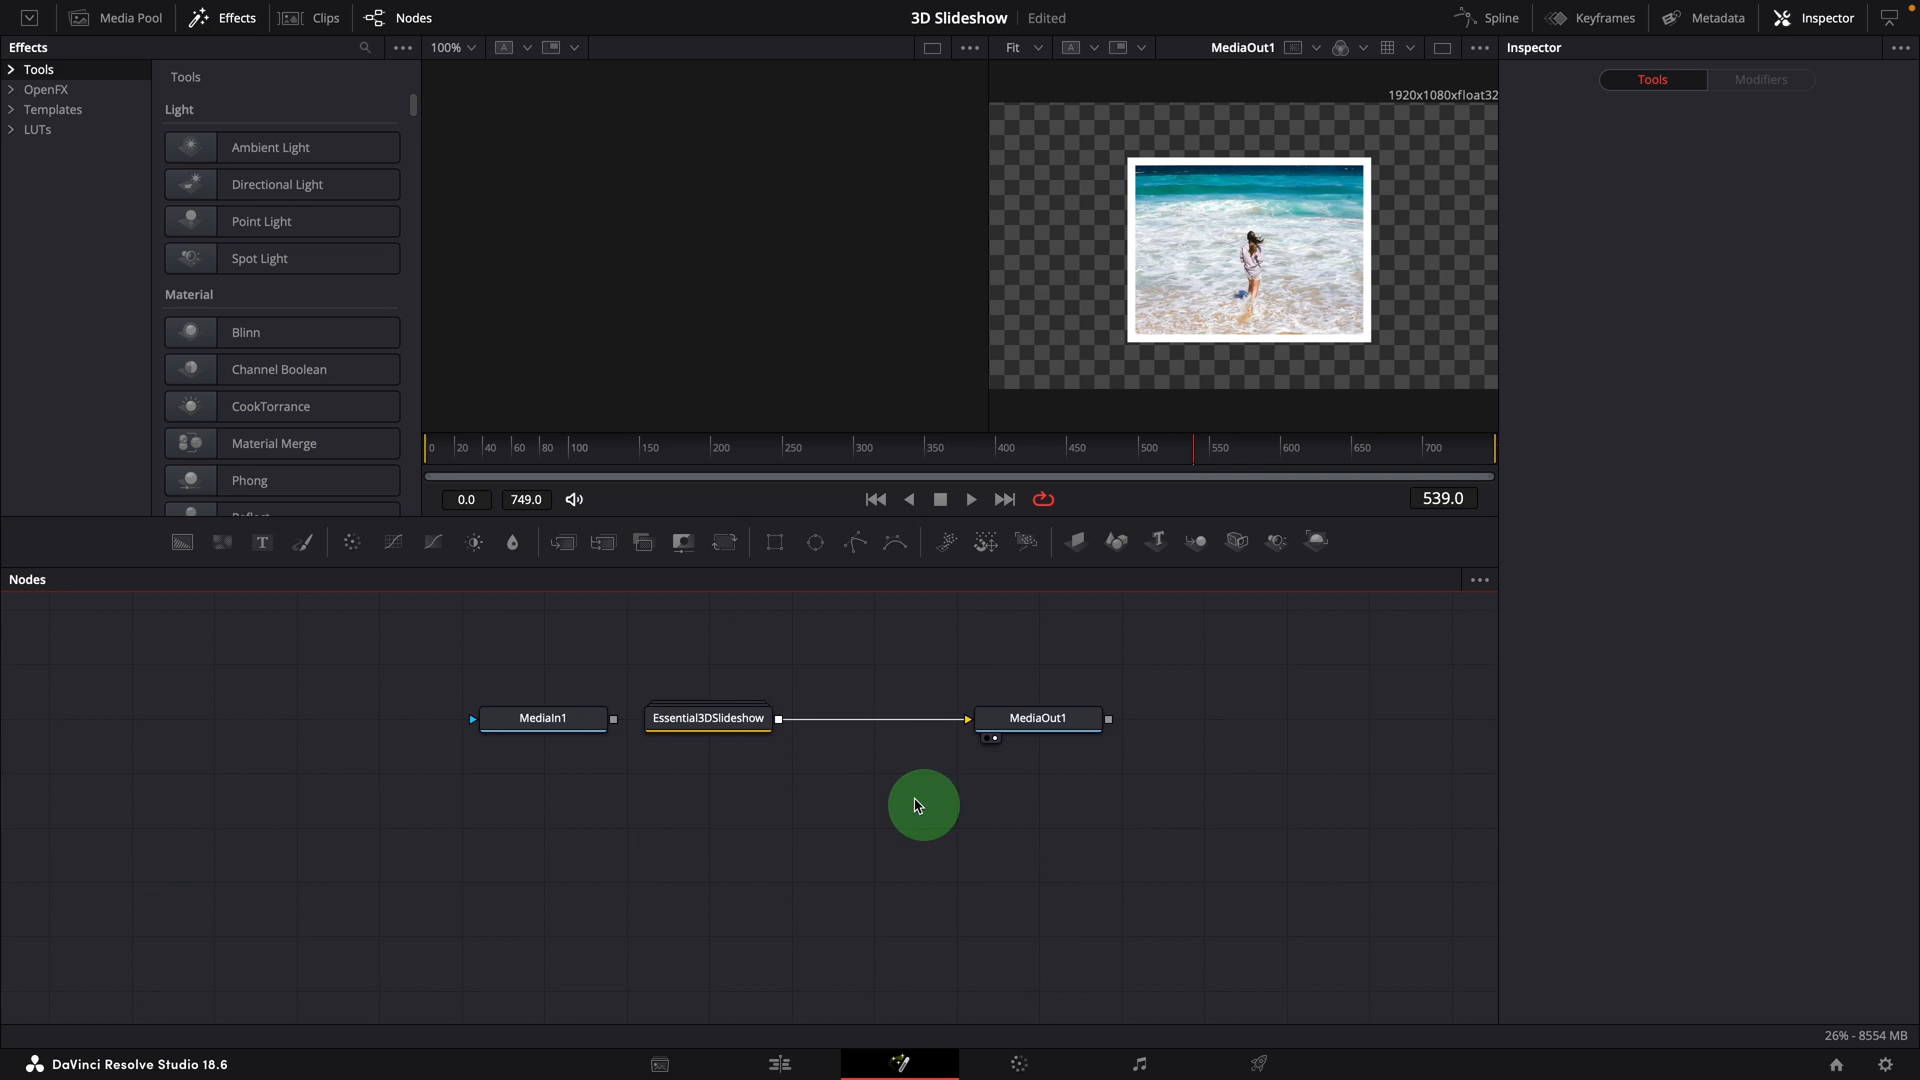 Media Pool
Effects
Clips
Nodes
3D Slideshow
Edited
Spline
Keyframes
Metadata
Inspector
Effects
100%
A
Fit
A
MediaOut1
Inspector
Tools
OpenFX
Templates
LUTs
Tools
Light
Ambient Light
Directional Light
Point Light
Spot Light
Material
Blinn
Channel Boolean
CookTorrance
Material Merge
Phong
1920x1080xfloat32
Tools
Modifiers
0 20 40 60 80 100 150 200 250 300 350 400 450 500 550 600 650 700
0.0
749.0
539.0
T
Nodes
MediaIn1
Essential3DSlideshow
MediaOut1
26% - 8554 MB
DaVinci Resolve Studio 18.6